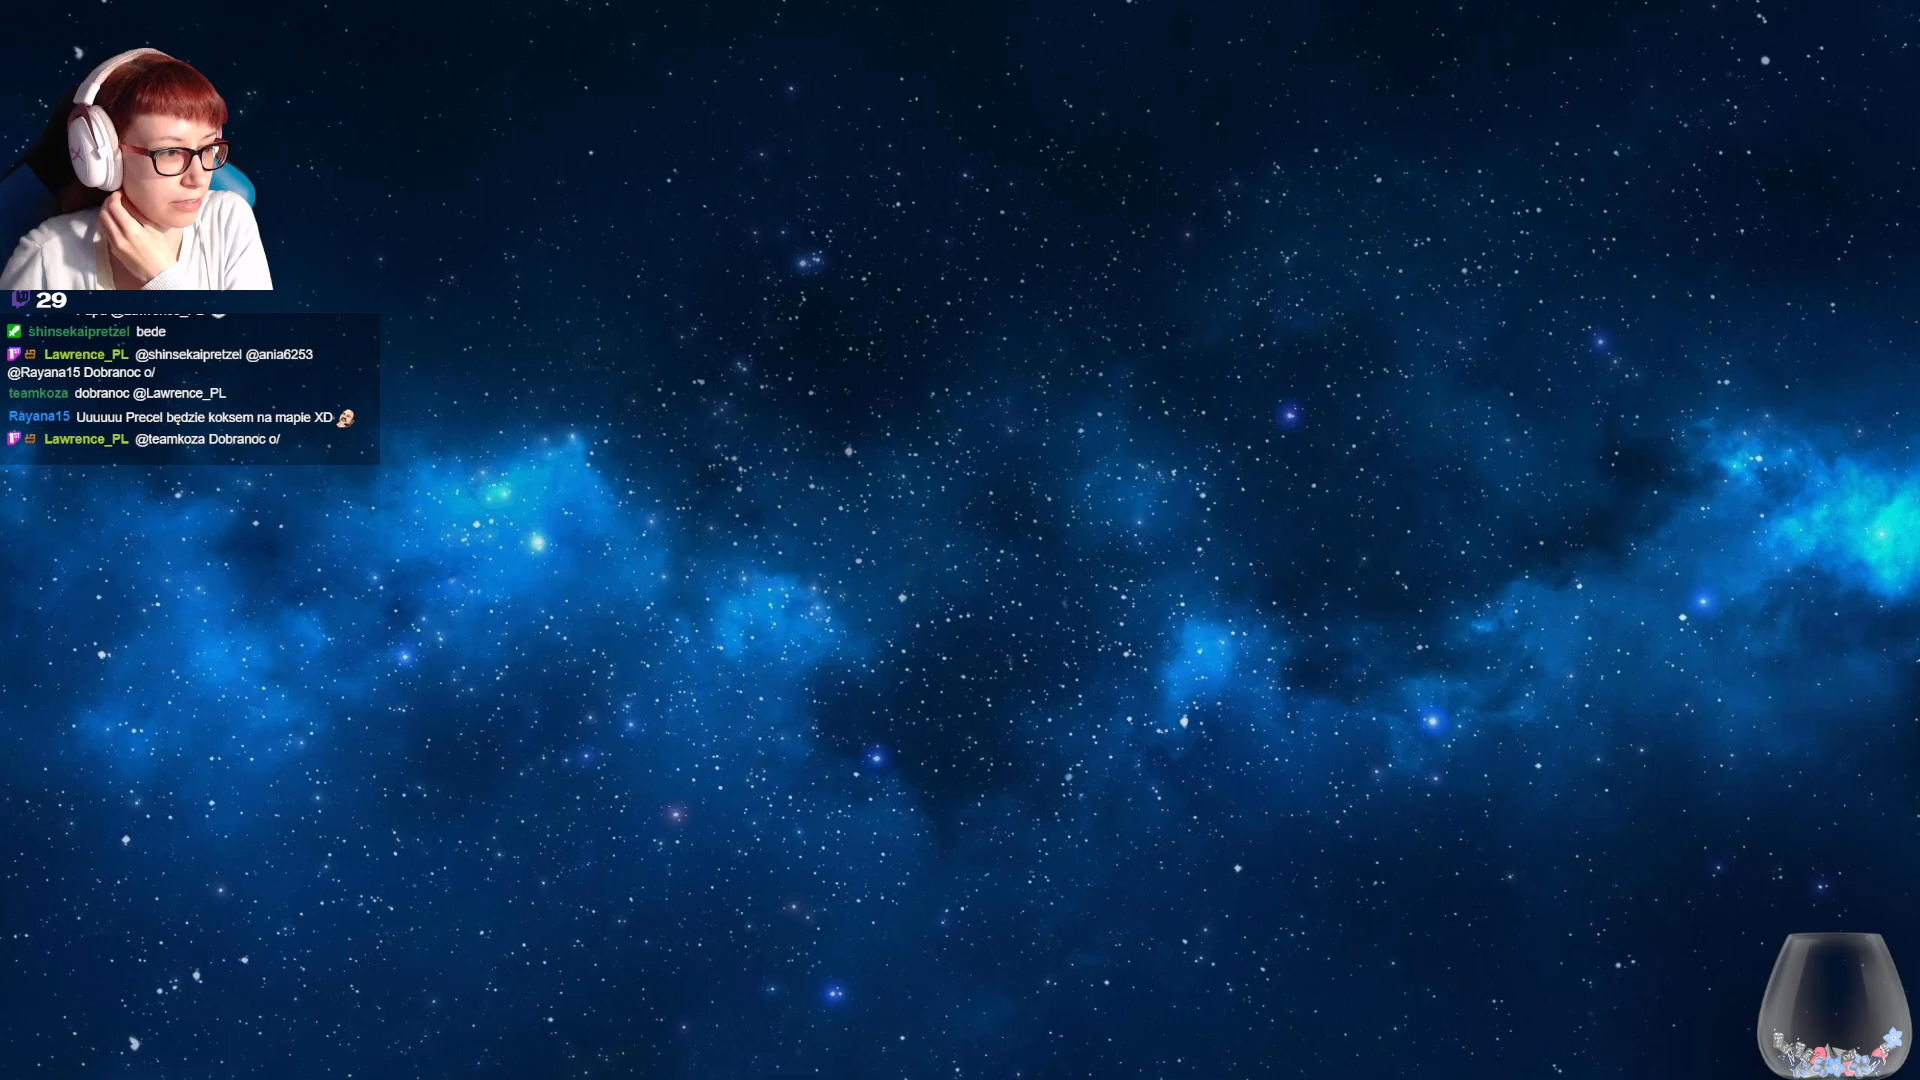 29
shinsekaipretzel bede
Lawrence_PL @shinsekaipretzel @ania6253
@Rayana15 Dobranoc o/
teamkoza dobranoc @Lawrence_PL
Rayana15 Uuuuuu Precel będzie koksem na mapie XD
Lawrence_PL @teamkoza Dobranoc o/